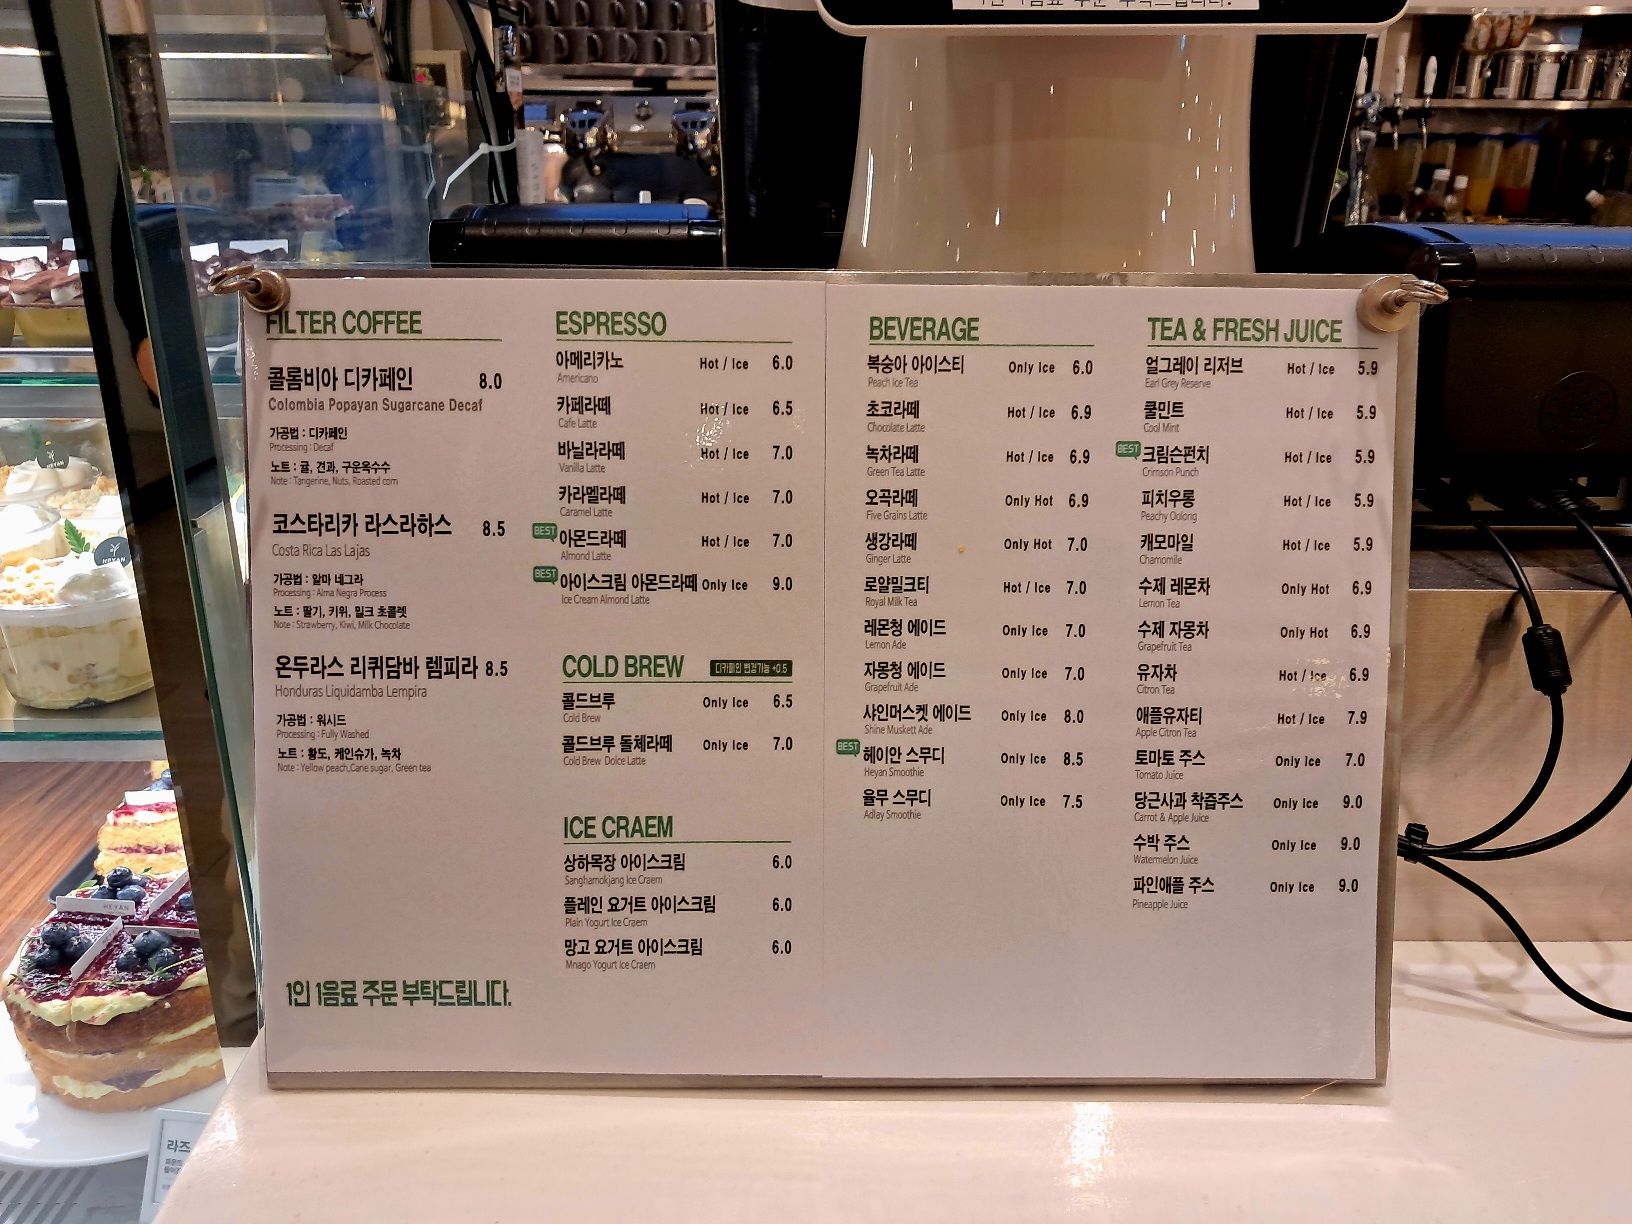 FILTER COFFEE
콜롬비아 디카페인 8.0
Colombia Popayan Sugarcane Decaf
가공법 : 디카페인
Processing : Decaf
노트 : 귤, 견과, 구운옥수수
Note : Tangerine, Nuts, Roasted corn
코스타리카 라스라하스 8.5
Costa Rica Las Lajas
가공법 : 알마 네그라
Processing : Alma Negra Process
노트 : 딸기, 키위, 밀크 초콜렛
Note : Strawberry, Kiwi, Milk Chocolate
온두라스 리퀴담바 렘피라 8.5
Honduras Liquidamba Lempira
가공법 : 워시드
Processing : Fully Washed
노트 : 황도, 케인슈가, 녹차
Note : Yellow peach,Cane sugar, Green tea
1인 1음료 주문 부탁드립니다.
ESPRESSO
아메리카노 Hot / Ice 6.0
Americano
카페라떼 Hot / Ice 6.5
Cafe Latte
바닐라라떼 Hot / Ice 7.0
Vanilla Latte
카라멜라떼 Hot / Ice 7.0
Caramel Latte
BEST 아몬드라떼 Hot / Ice 7.0
Almond Latte
BEST 아이스크림 아몬드라떼 Only Ice 9.0
Ice Cream Almond Latte
COLD BREW 디카페인 변경가능 +0.5
콜드브루 Only Ice 6.5
Cold Brew
콜드브루 돌체라떼 Only Ice 7.0
Cold Brew Dolce Latte
ICE CRAEM
상하목장 아이스크림 6.0
Sanghamokjang Ice Craem
플레인 요거트 아이스크림 6.0
Plain Yogurt Ice Craem
망고 요거트 아이스크림 6.0
Mnago Yogurt Ice Craem
BEVERAGE
복숭아 아이스티 Only Ice 6.0
Peach Ice Tea
초코라떼 Hot / Ice 6.9
Chocolate Latte
녹차라떼 Hot / Ice 6.9
Green Tea Latte
오곡라떼 Only Hot 6.9
Five Grains Latte
생강라떼 Only Hot 7.0
Ginger Latte
로얄밀크티 Hot / Ice 7.0
Royal Milk Tea
레몬청 에이드 Only Ice 7.0
Lemon Ade
자몽청 에이드 Only Ice 7.0
Grapefruit Ade
샤인머스켓 에이드 Only Ice 8.0
Shine Muskett Ade
BEST 헤이안 스무디 Only Ice 8.5
Heyan Smoothie
율무 스무디 Only Ice 7.5
Adlay Smoothie
TEA & FRESH JUICE
얼그레이 리저브 Hot / Ice 5.9
Earl Grey Reserve
쿨민트 Hot / Ice 5.9
Cool Mint
BEST 크림슨펀치 Hot / Ice 5.9
Crimson Punch
피치우롱 Hot / Ice 5.9
Peachy Oolong
캐모마일 Hot / Ice 5.9
Chamomile
수제 레몬차 Only Hot 6.9
Lemon Tea
수제 자몽차 Only Hot 6.9
Grapefruit Tea
유자차 Hot / Ice 6.9
Citron Tea
애플유자티 Hot / Ice 7.9
Apple Citron Tea
토마토 주스 Only Ice 7.0
Tomato Juice
당근사과 착즙주스 Only Ice 9.0
Carrot & Apple Juice
수박 주스 Only Ice 9.0
Watermelon Juice
파인애플 주스 Only Ice 9.0
Pineapple Juice
HEYAN
HEYAN
HEYAN
라즈